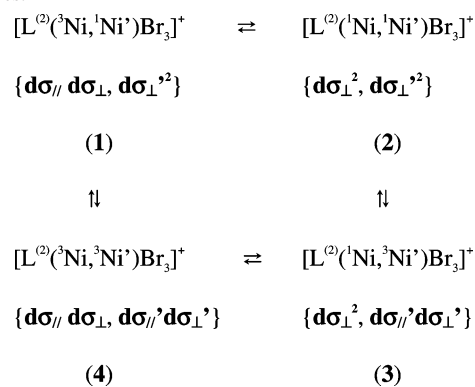 [L⁽²⁾(³Ni,¹Ni’)Br₃]⁺ ⇄ [L⁽²⁾(¹Ni,¹Ni’)Br₃]⁺
{dσ∥ dσ⊥, dσ⊥’²} {dσ⊥², dσ⊥’²}
(1) (2)
⇅ ⇅
[L⁽²⁾(³Ni,³Ni’)Br₃]⁺ ⇄ [L⁽²⁾(¹Ni,³Ni’)Br₃]⁺
{dσ∥ dσ⊥, dσ∥’dσ⊥’} {dσ⊥², dσ∥’dσ⊥’}
(4) (3)